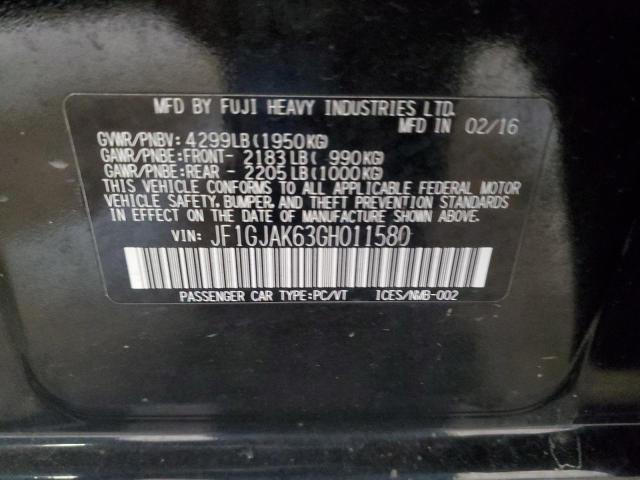 MFD BY FUJI HEAVY INDUSTRIES LTD.
MFD IN 02/16
GVWR/PNBV: 4299LB(1950KG)
GAWR/PNBE:FRONT- 2183LB( 990KG)
GAWR/PNBE:REAR - 2205LB(1000KG)
THIS VEHICLE CONFORMS TO ALL APPLICABLE FEDERAL MOTOR
VEHICLE SAFETY, BUMPER, AND THEFT PREVENTION STANDARDS
IN EFFECT ON THE DATE OF MANUFACTURE SHOWN ABOVE.
VIN: JF1GJAK63GH011580
PASSENGER CAR TYPE:PC/VT ICES/NMB-002